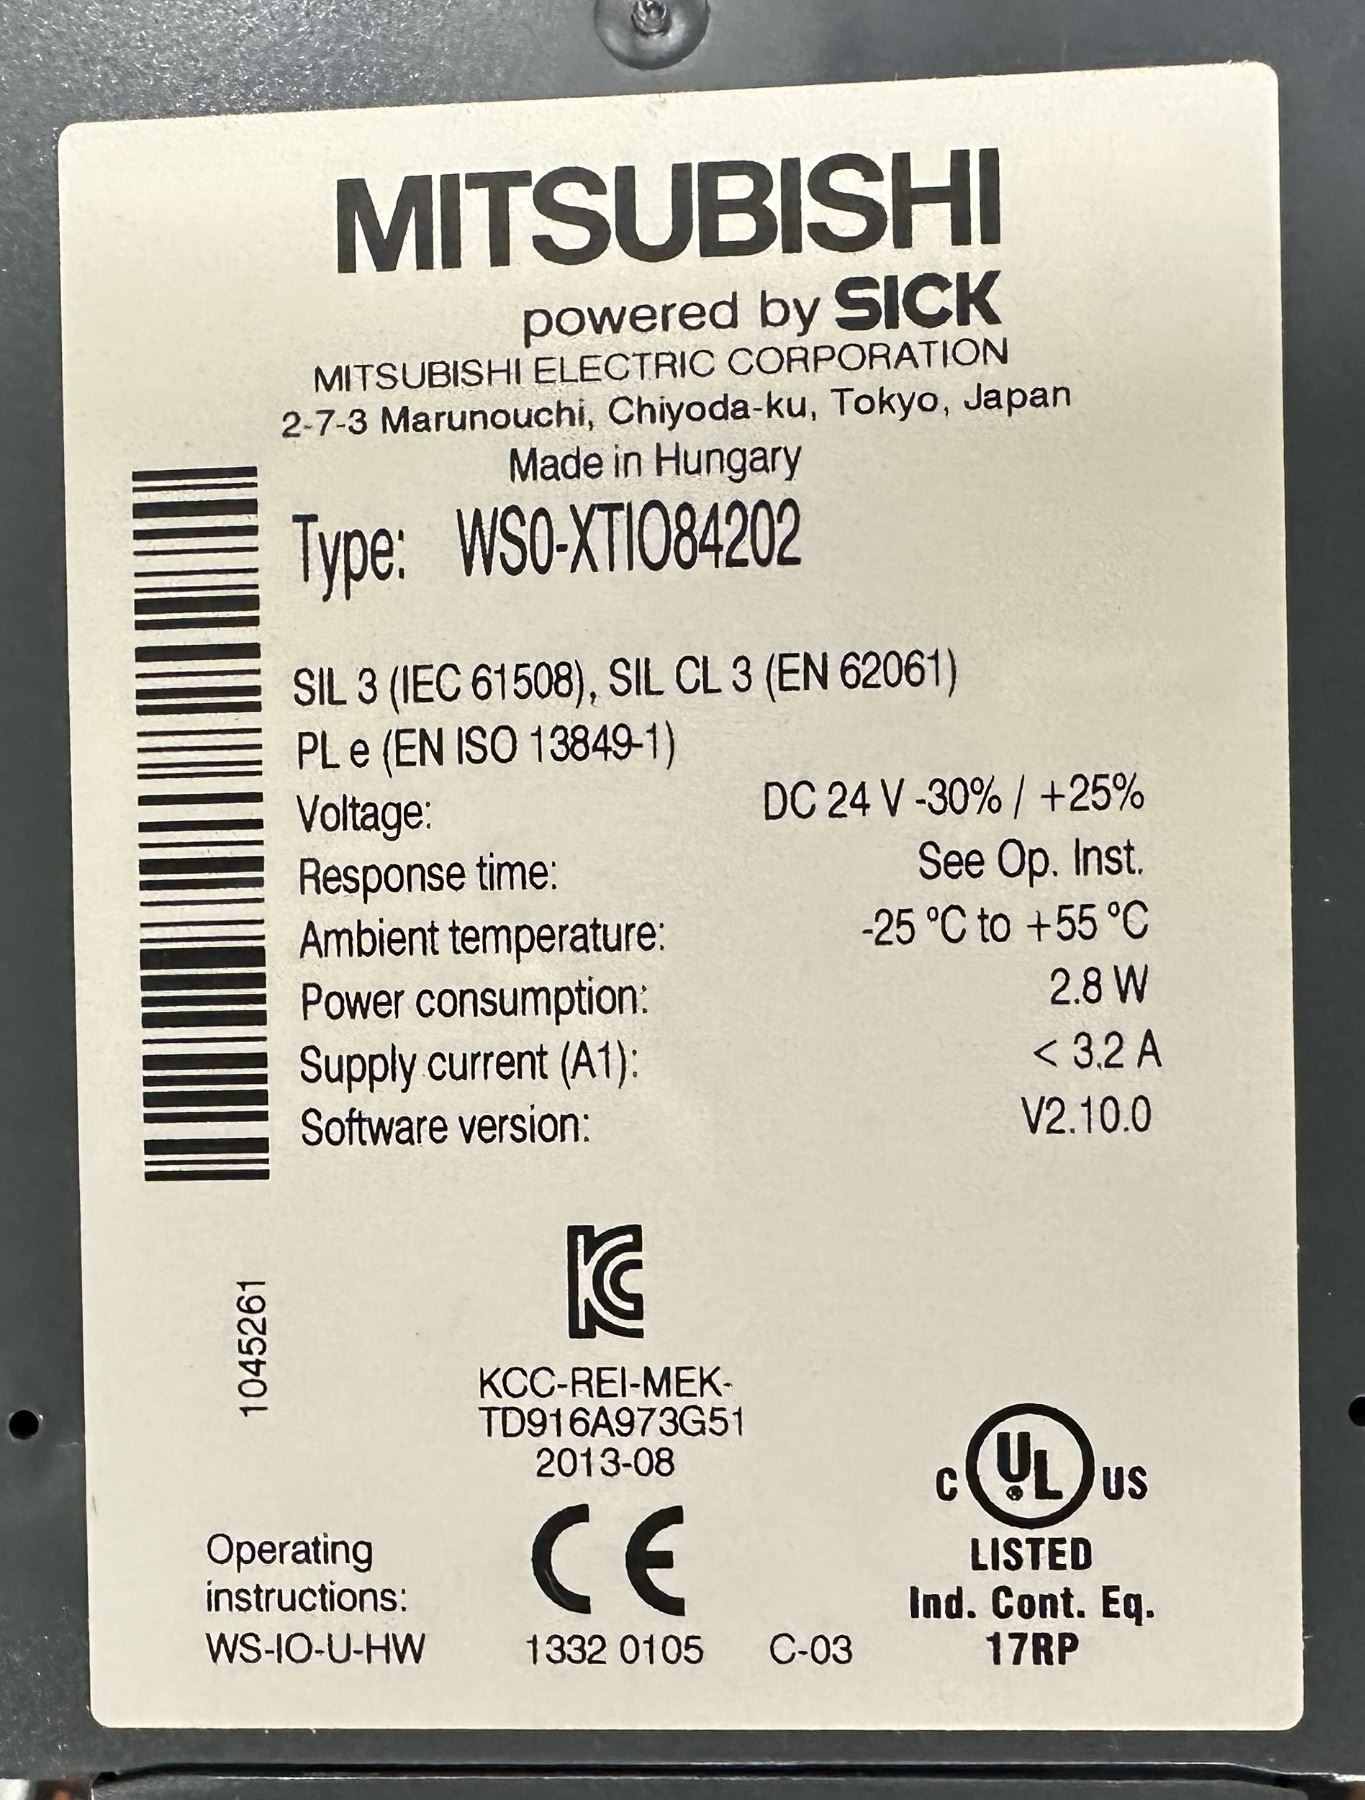 MITSUBISHI
powered by SICK
MITSUBISHI ELECTRIC CORPORATION
2-7-3 Marunouchi, Chiyoda-ku, Tokyo, Japan
Made in Hungary
Type: WS0-XTIO84202
SIL 3 (IEC 61508), SIL CL 3 (EN 62061)
PL e (EN ISO 13849-1)
Voltage: DC 24 V -30% / +25%
Response time: See Op. Inst.
Ambient temperature: -25 °C to +55 °C
Power consumption: 2.8 W
Supply current (A1): < 3.2 A
Software version: V2.10.0
1045261
KC
KCC-REI-MEK-
TD916A973G51
2013-08
CE
C UL US
LISTED
Ind. Cont. Eq.
17RP
Operating
instructions:
WS-IO-U-HW
1332 0105 C-03